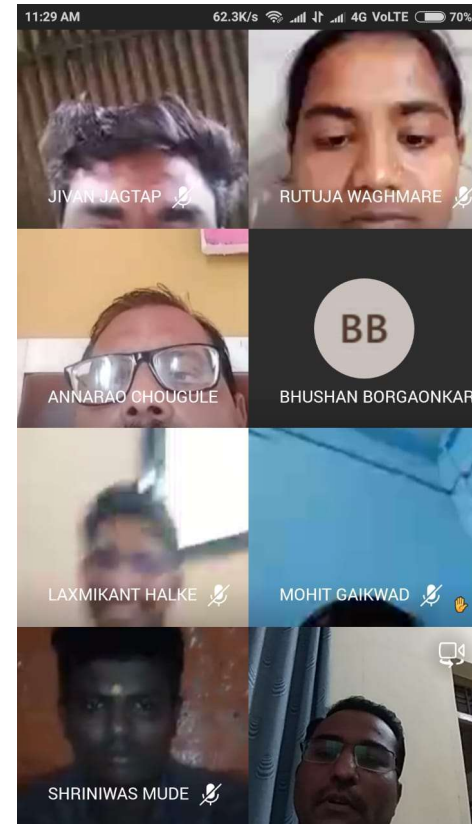 11:29 AM 62.3K/s 4G VoLTE 70%
JIVAN JAGTAP
RUTUJA WAGHMARE
ANNARAO CHOUGULE
BB
BHUSHAN BORGAONKAR
LAXMIKANT HALKE
MOHIT GAIKWAD
SHRINIWAS MUDE